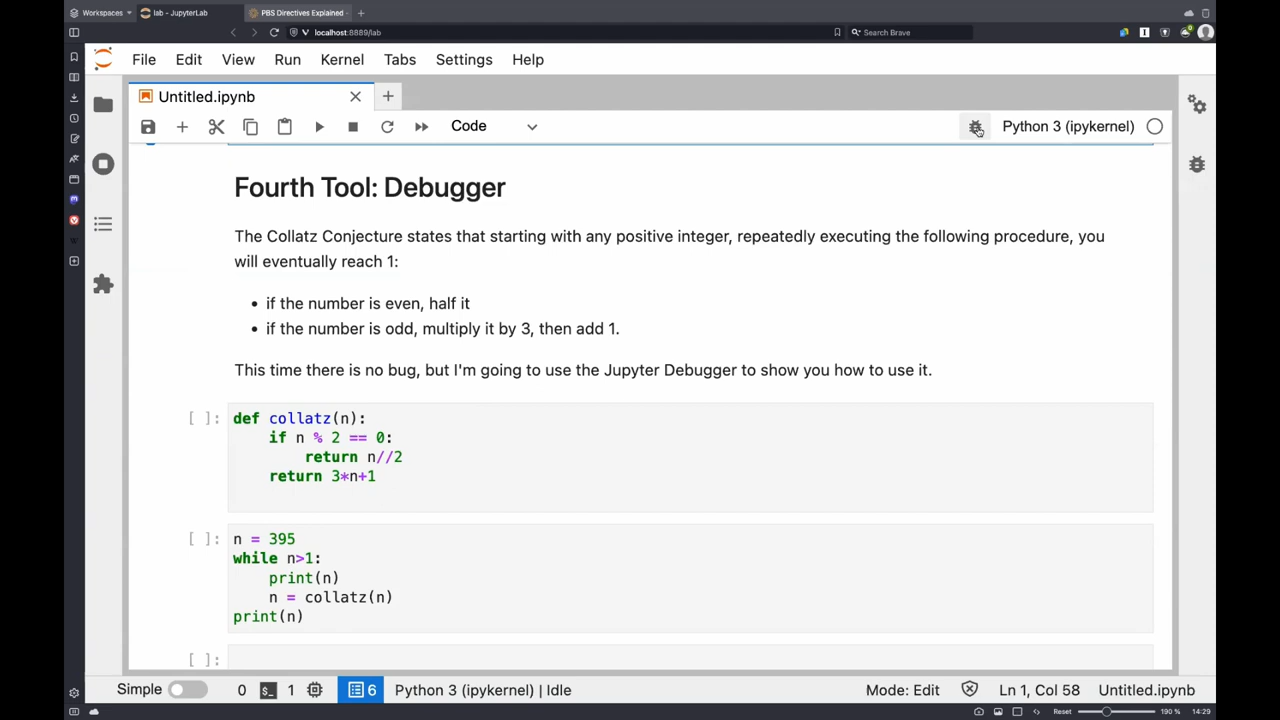 Workspaces
lab - JupyterLab
PBS Directives Explained
localhost:8889/lab
Search Brave
File Edit View Run Kernel Tabs Settings Help
Untitled.ipynb
Code
Python 3 (ipykernel)
Fourth Tool: Debugger
The Collatz Conjecture states that starting with any positive integer, repeatedly executing the following procedure, you
will eventually reach 1:
• if the number is even, half it
• if the number is odd, multiply it by 3, then add 1.
This time there is no bug, but I'm going to use the Jupyter Debugger to show you how to use it.
[ ]: def collatz(n):
if n % 2 == 0:
return n//2
return 3*n+1
[ ]: n = 395
while n>1:
print(n)
n = collatz(n)
print(n)
[ ]:
Simple 0 1 6 Python 3 (ipykernel) | Idle Mode: Edit Ln 1, Col 58 Untitled.ipynb
Reset 190 % 14:29